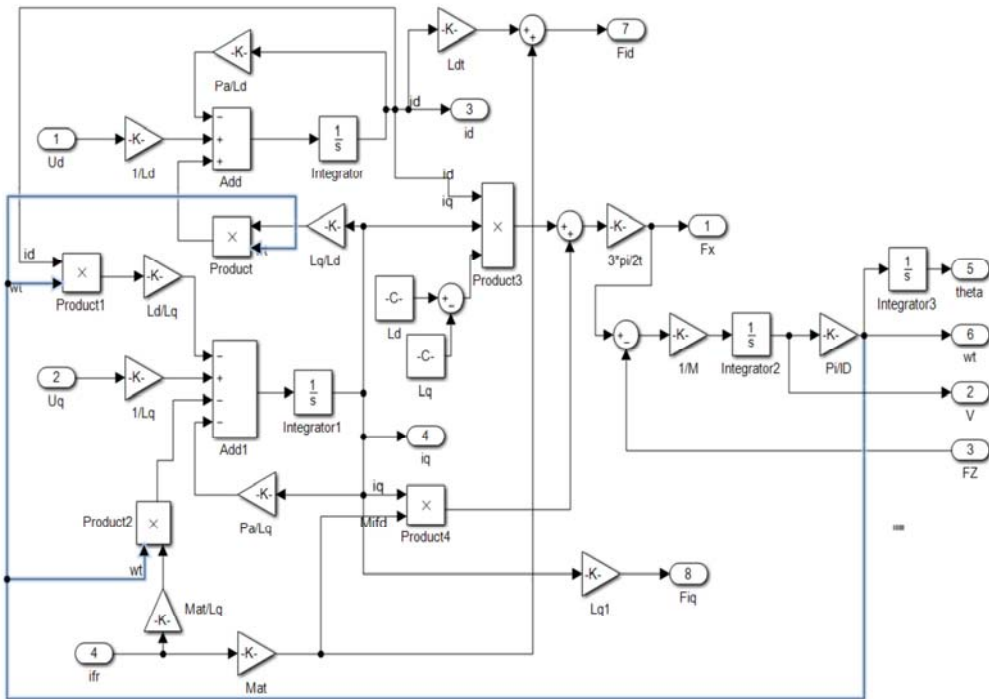 -K-
Pa/Ld
-K-
Ldt
+
+
7
Fid
3
id
id
1
Ud
-K-
1/Ld
−
+
+
Add
1
s
Integrator
id
iq
×
Product3
×
Product
-K-
Lq/Ld
id
wt
×
Product1
-K-
Ld/Lq
-C-
Ld
+
−
-C-
Lq
+
+
-K-
3*pi/2t
1
Fx
1
s
Integrator3
5
theta
+
−
-K-
1/M
1
s
Integrator2
-K-
Pi/ID
6
wt
2
V
3
FZ
2
Uq
-K-
1/Lq
−
+
−
−
Add1
1
s
Integrator1
4
iq
×
Product2
wt
-K-
Pa/Lq
iq
Mifd
×
Product4
-K-
Mat/Lq
-K-
Lq1
8
Fiq
4
ifr
-K-
Mat